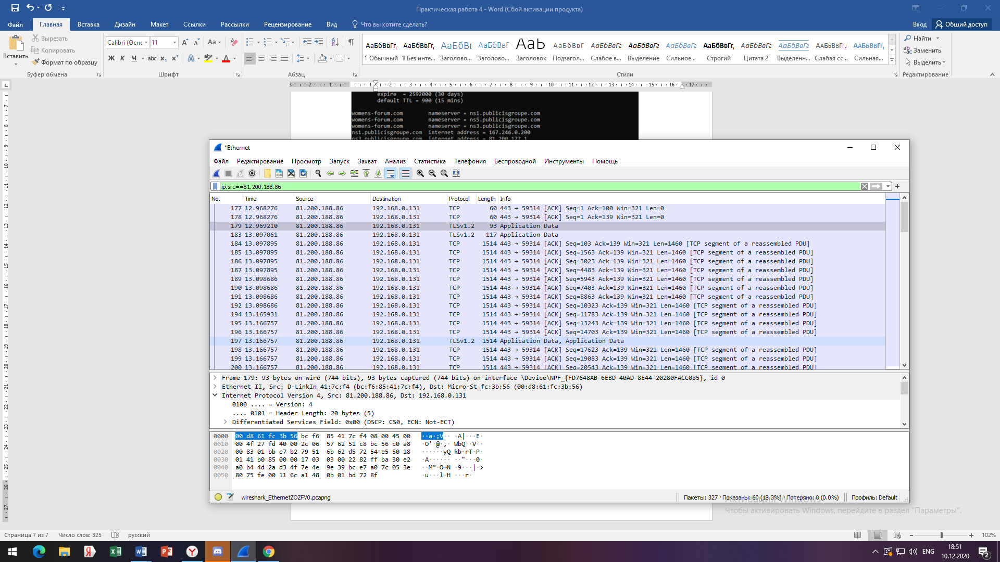 Практическая работа 4 - Word (Сбой активации продукта)
Файл Главная Вставка Дизайн Макет Ссылки Рассылки Рецензирование Вид Что вы хотите сделать? Вход Общий доступ
Вставить
Вырезать
Копировать
Формат по образцу
Буфер обмена
Calibri (Оснс 11
Шрифт
Абзац
АаБбВвГг, АаБбВвГг, АаБбВв АаБбВвГ АаБ АаБбВвГ АаБбВвГг АаБбВвГг АаБбВвГг АаБбВвГг, АаБбВвГг АаБбВвГг АаБбВвГг АаБбВвГг,
¶ Обычный ¶ Без инте... Заголово... Заголово... Заголовок Подзагол... Слабое в... Выделение Сильное... Строгий Цитата 2 Выделенн... Слабая сс... Сильная...
Стили
Найти
Заменить
Выделить
Редактирование
3 2 1 1 2 3 4 5 6 7 8 9 10 11 12 13 14 15 16 17
expire = 2592000 (30 days)
default TTL = 900 (15 mins)
womens-forum.com nameserver = ns1.publicisgroupe.com
womens-forum.com nameserver = ns5.publicisgroupe.com
womens-forum.com nameserver = ns3.publicisgroupe.com
ns1.publicisgroupe.com internet address = 167.246.0.200
ns3.publicisgroupe.com internet address = 81.200.177.1
*Ethernet
Файл Редактирование Просмотр Запуск Захват Анализ Статистика Телефония Беспроводной Инструменты Помощь
ip.src==81.200.188.86
No. Time Source Destination Protocol Length Info
177 12.968276 81.200.188.86 192.168.0.131 TCP 60 443 → 59314 [ACK] Seq=1 Ack=100 Win=321 Len=0
178 12.968276 81.200.188.86 192.168.0.131 TCP 60 443 → 59314 [ACK] Seq=1 Ack=139 Win=321 Len=0
179 12.969210 81.200.188.86 192.168.0.131 TLSv1.2 93 Application Data
183 13.097061 81.200.188.86 192.168.0.131 TLSv1.2 117 Application Data
184 13.097895 81.200.188.86 192.168.0.131 TCP 1514 443 → 59314 [ACK] Seq=103 Ack=139 Win=321 Len=1460 [TCP segment of a reassembled PDU]
185 13.097895 81.200.188.86 192.168.0.131 TCP 1514 443 → 59314 [ACK] Seq=1563 Ack=139 Win=321 Len=1460 [TCP segment of a reassembled PDU]
186 13.097895 81.200.188.86 192.168.0.131 TCP 1514 443 → 59314 [ACK] Seq=3023 Ack=139 Win=321 Len=1460 [TCP segment of a reassembled PDU]
187 13.097895 81.200.188.86 192.168.0.131 TCP 1514 443 → 59314 [ACK] Seq=4483 Ack=139 Win=321 Len=1460 [TCP segment of a reassembled PDU]
189 13.098686 81.200.188.86 192.168.0.131 TCP 1514 443 → 59314 [ACK] Seq=5943 Ack=139 Win=321 Len=1460 [TCP segment of a reassembled PDU]
190 13.098686 81.200.188.86 192.168.0.131 TCP 1514 443 → 59314 [ACK] Seq=7403 Ack=139 Win=321 Len=1460 [TCP segment of a reassembled PDU]
191 13.098686 81.200.188.86 192.168.0.131 TCP 1514 443 → 59314 [ACK] Seq=8863 Ack=139 Win=321 Len=1460 [TCP segment of a reassembled PDU]
192 13.098686 81.200.188.86 192.168.0.131 TCP 1514 443 → 59314 [ACK] Seq=10323 Ack=139 Win=321 Len=1460 [TCP segment of a reassembled PDU]
194 13.165931 81.200.188.86 192.168.0.131 TCP 1514 443 → 59314 [ACK] Seq=11783 Ack=139 Win=321 Len=1460 [TCP segment of a reassembled PDU]
195 13.166757 81.200.188.86 192.168.0.131 TCP 1514 443 → 59314 [ACK] Seq=13243 Ack=139 Win=321 Len=1460 [TCP segment of a reassembled PDU]
196 13.166757 81.200.188.86 192.168.0.131 TCP 1514 443 → 59314 [ACK] Seq=14703 Ack=139 Win=321 Len=1460 [TCP segment of a reassembled PDU]
197 13.166757 81.200.188.86 192.168.0.131 TLSv1.2 1514 Application Data, Application Data
198 13.166757 81.200.188.86 192.168.0.131 TCP 1514 443 → 59314 [ACK] Seq=17623 Ack=139 Win=321 Len=1460 [TCP segment of a reassembled PDU]
199 13.166757 81.200.188.86 192.168.0.131 TCP 1514 443 → 59314 [ACK] Seq=19083 Ack=139 Win=321 Len=1460 [TCP segment of a reassembled PDU]
200 13.166757 81.200.188.86 192.168.0.131 TCP 1514 443 → 59314 [ACK] Seq=20543 Ack=139 Win=321 Len=1460 [TCP segment of a reassembled PDU]
Frame 179: 93 bytes on wire (744 bits), 93 bytes captured (744 bits) on interface \Device\NPF_{FD7648AB-6EBD-40AD-8E44-20280FACC085}, id 0
Ethernet II, Src: D-LinkIn_41:7c:f4 (bc:f6:85:41:7c:f4), Dst: Micro-St_fc:3b:56 (00:d8:61:fc:3b:56)
Internet Protocol Version 4, Src: 81.200.188.86, Dst: 192.168.0.131
0100 .... = Version: 4
.... 0101 = Header Length: 20 bytes (5)
Differentiated Services Field: 0x00 (DSCP: CS0, ECN: Not-ECT)
0000 00 d8 61 fc 3b 56 bc f6 85 41 7c f4 08 00 45 00 ··a·;V·· ·A|···E·
0010 00 4f 27 fd 40 00 2c 06 57 62 51 c8 bc 56 c0 a8 ·O'·@·,· WbQ··V··
0020 00 83 01 bb e7 b2 79 51 6b 62 d5 72 54 e5 50 18 ······yQ kb·rT·P·
0030 01 41 b0 85 00 00 17 03 03 00 22 82 ff ba 30 e2 ·A······ ··"···0·
0040 a0 b4 4d 2a d3 4f 7e 4e 9e 39 bc e7 a0 7c 05 3e ··M*·O~N ·9···|·>
0050 80 75 fe 00 11 6c a1 48 0b 01 bd 72 8f ·u···l·H ···r·
wireshark_EthernetZOZFV0.pcapng
Пакеты: 327 · Показаны: 60 (18.3%) · Потеряно: 0 (0.0%) Профиль: Default
Активация Windows
Чтобы активировать Windows, перейдите в раздел "Параметры".
Страница 7 из 7 Число слов: 325 русский 102%
ENG 18:51
10.12.2020 2